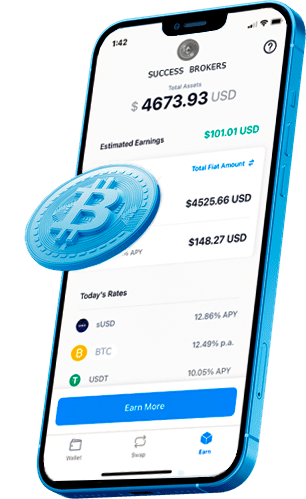 1:42
SUCCESS BROKERS
Total Assets
$ 4673.93 USD
Estimated Earnings $101.01 USD
Total Fiat Amount
$4525.66 USD
$148.27 USD
% APY
Today's Rates
sUSD 12.86% APY
BTC 12.49% p.a.
USDT 10.05% APY
Earn More
Wallet Swap Earn